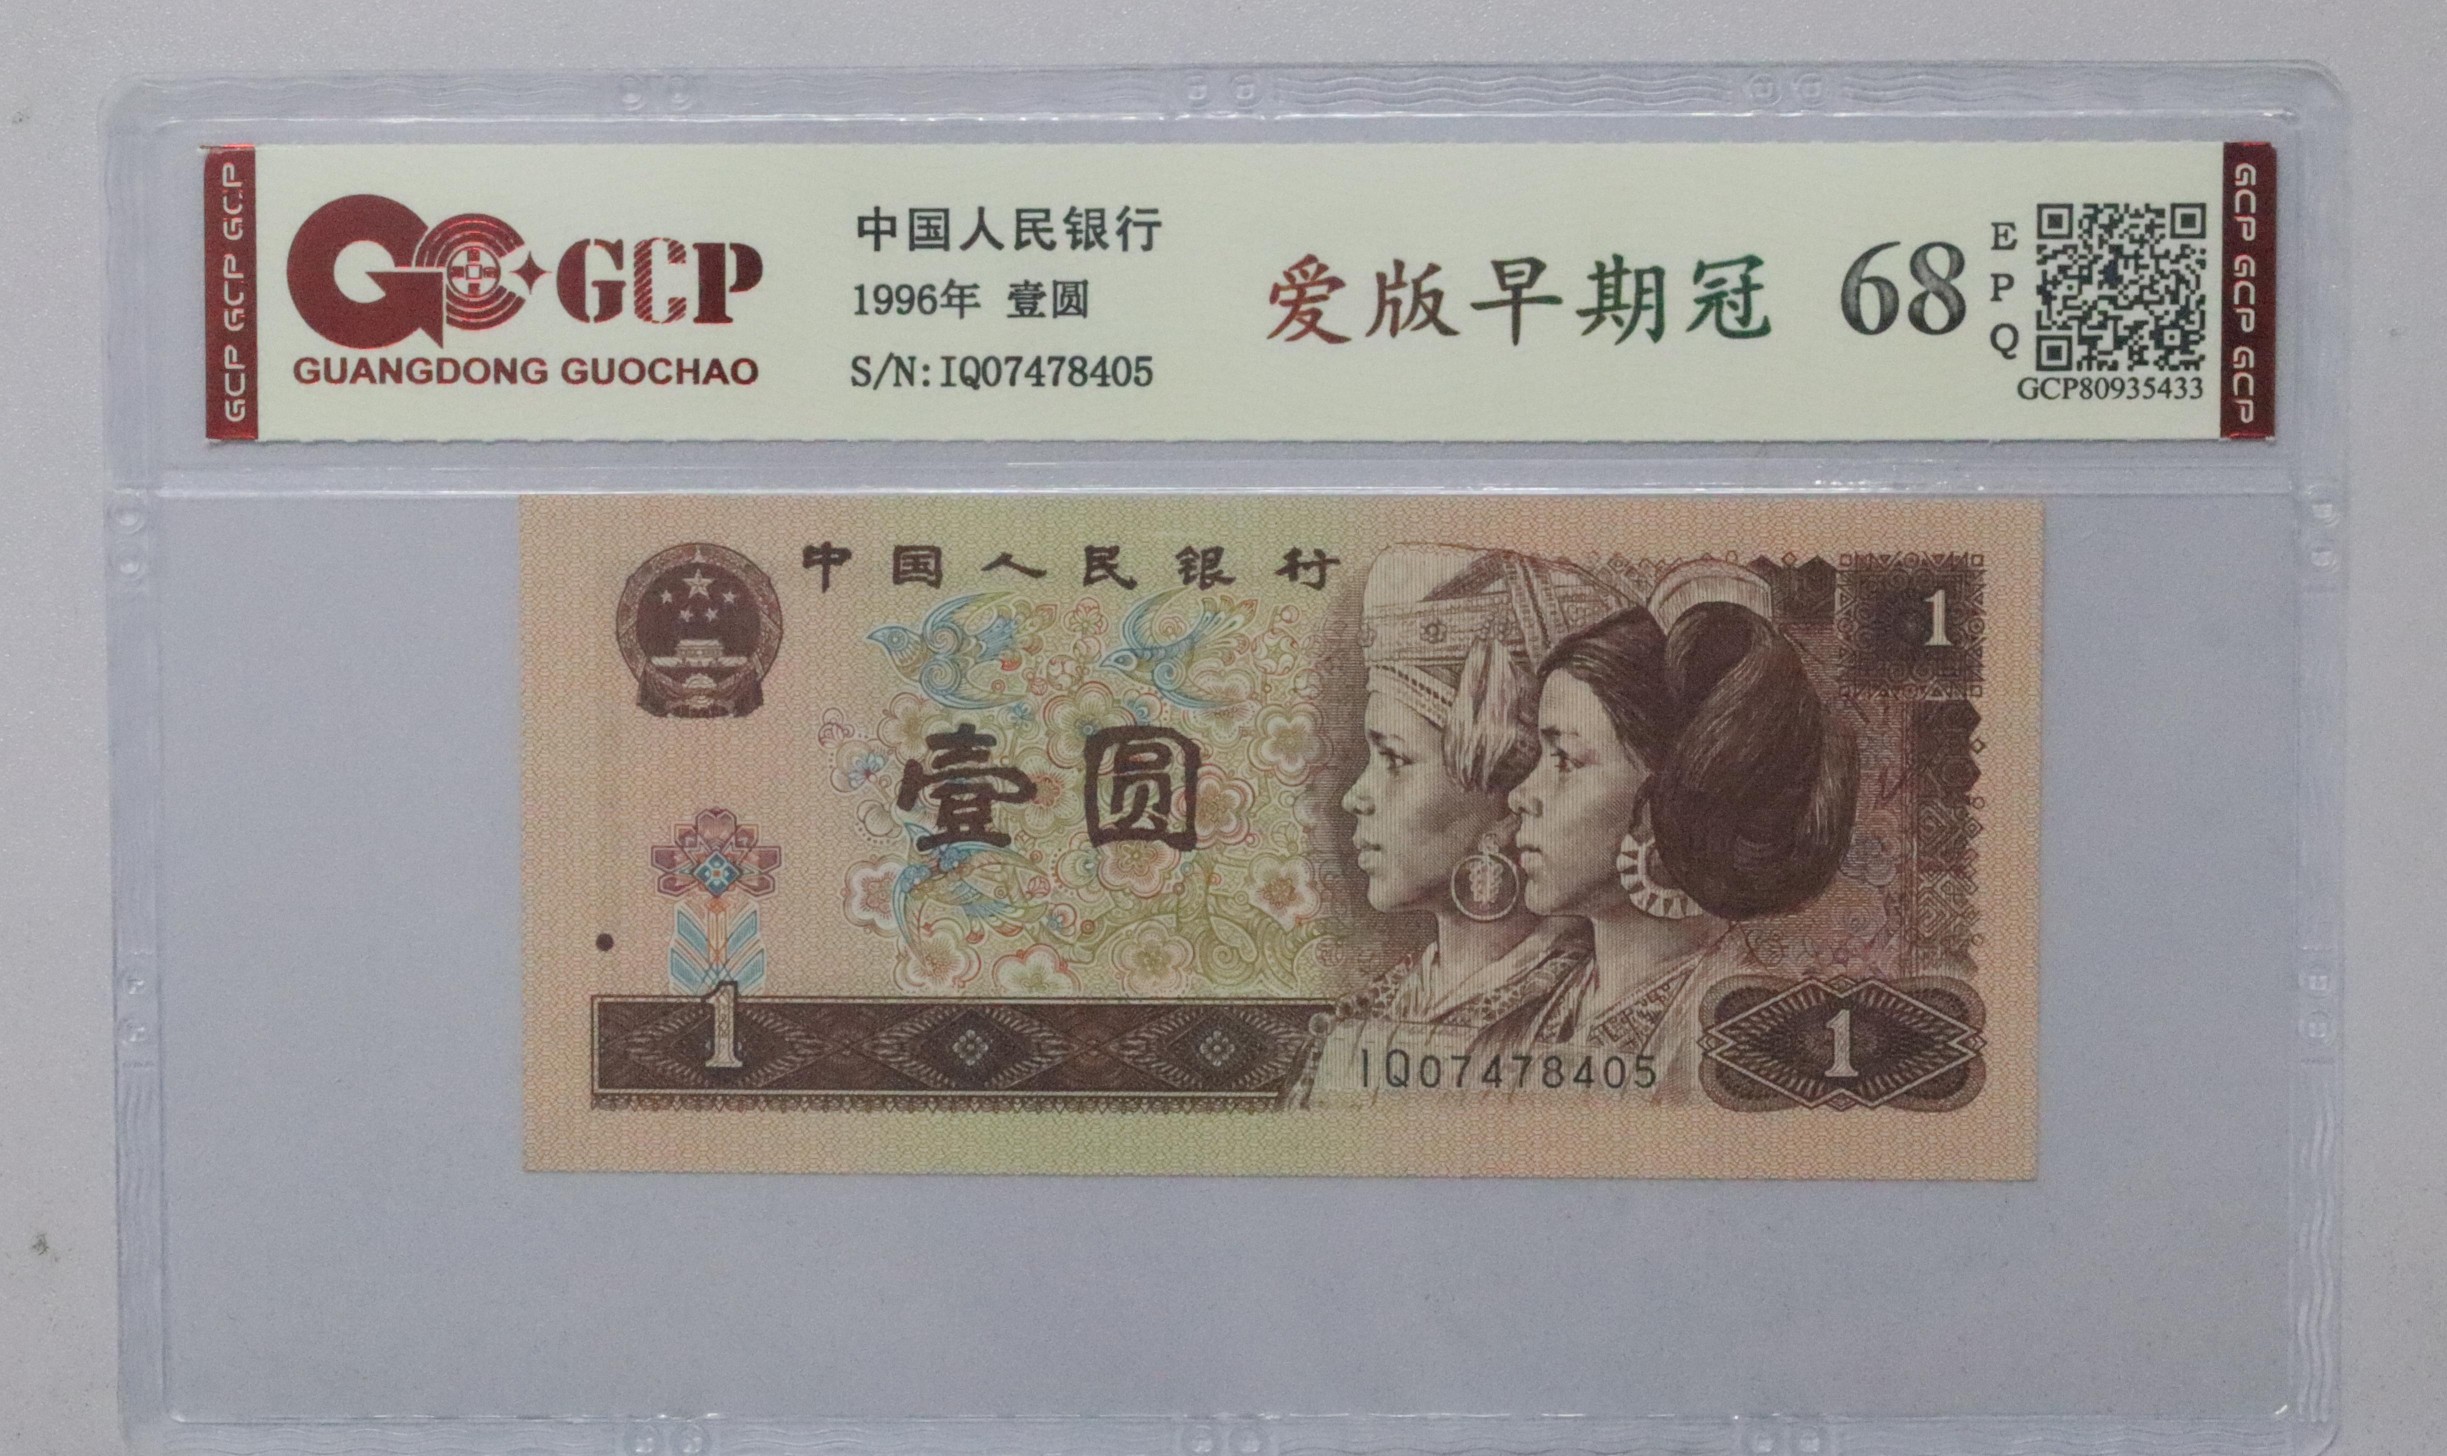 GCP GCP GCP
GCP
GUANGDONG GUOCHAO
中国人民银行
1996年 壹圆
S/N:IQ07478405
爱版早期冠
68
E
P
Q
GCP80935433
GCP GCP GCP
中国人民银行
1
壹圆
1
IQ07478405
1